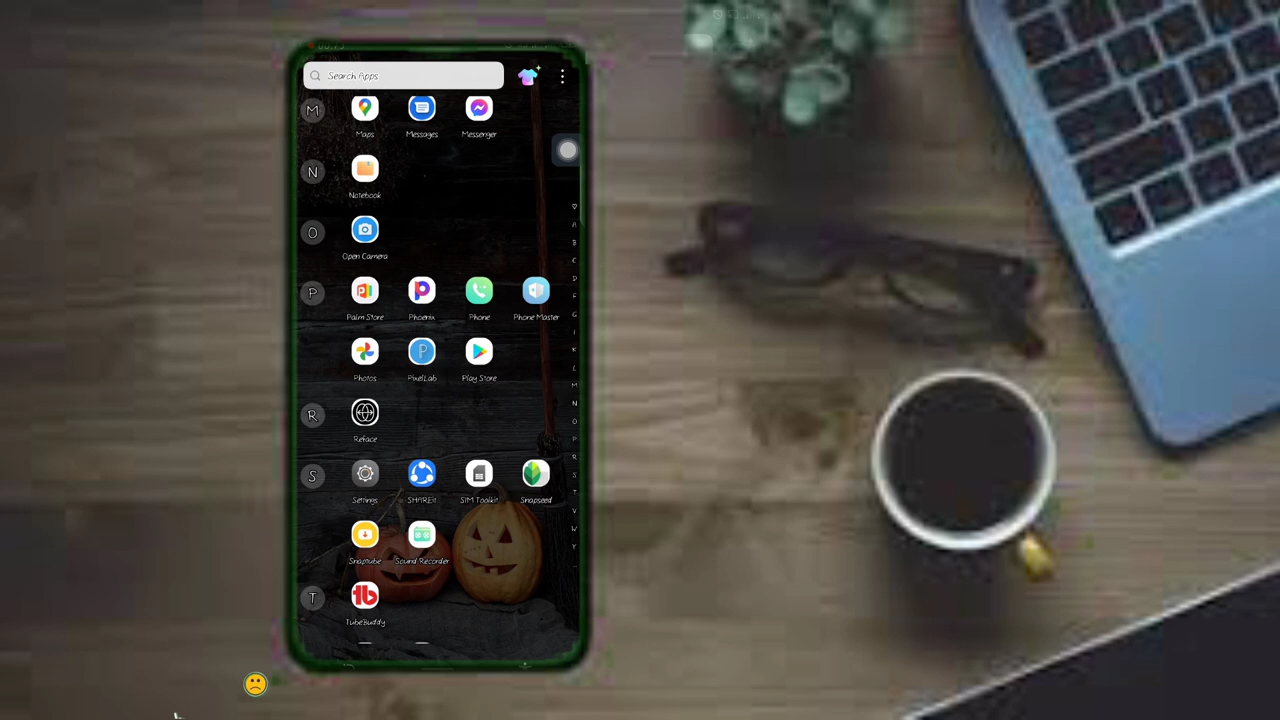 Search Apps
M
Maps Messages Messenger
N
Notebook
O
Open Camera
P
Palm Store Phoenix Phone Phone Master
Photos PixelLab Play Store
R
Reface
S
Settings SHAREit SIM Toolkit Snapseed
Snaptube Sound Recorder
T
TubeBuddy
A
B
C
D
E
F
G
I
K
L
M
N
O
P
R
S
T
V
W
Y